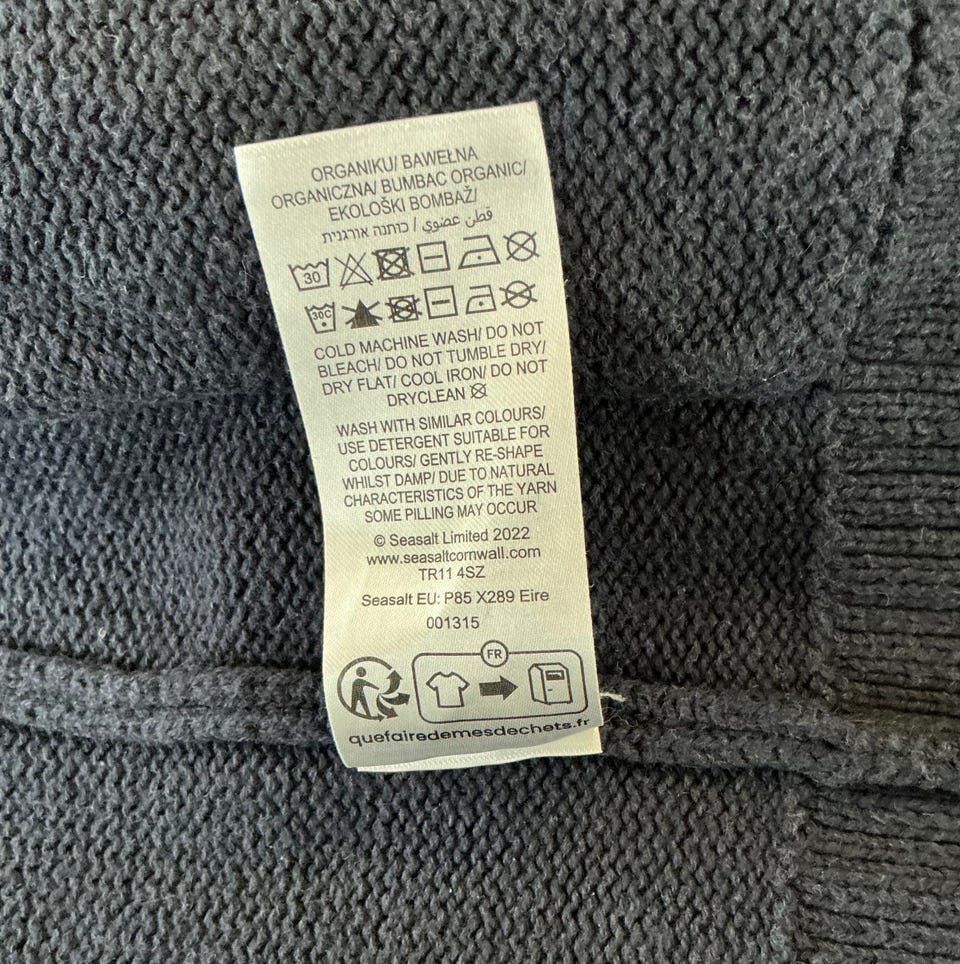 ORGANIKU/ BAWEŁNA
ORGANICZNA/ BUMBAC ORGANIC/
EKOLOŠKI BOMBAŽ/
قطن عضوي / כותנה אורגנית
30
30C
COLD MACHINE WASH/ DO NOT
BLEACH/ DO NOT TUMBLE DRY/
DRY FLAT/ COOL IRON/ DO NOT
DRYCLEAN
WASH WITH SIMILAR COLOURS/
USE DETERGENT SUITABLE FOR
COLOURS/ GENTLY RE-SHAPE
WHILST DAMP/ DUE TO NATURAL
CHARACTERISTICS OF THE YARN
SOME PILLING MAY OCCUR
© Seasalt Limited 2022
www.seasaltcornwall.com
TR11 4SZ
Seasalt EU: P85 X289 Eire
001315
FR
quefairedemesdechets.fr